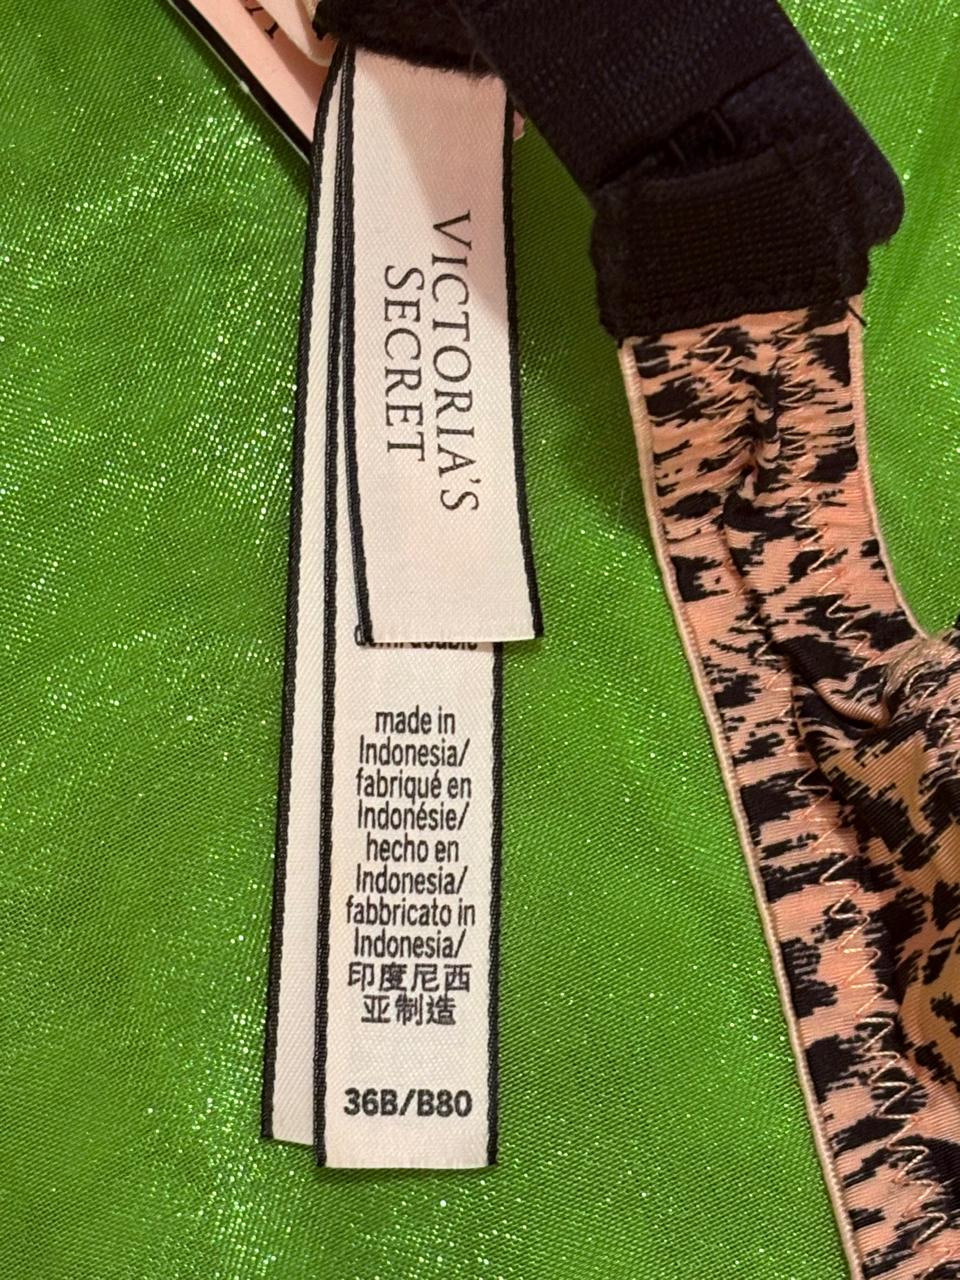 VICTORIA'S
SECRET
made in
Indonesia/
fabriqué en
Indonésie/
hecho en
Indonesia/
fabbricato in
Indonesia/
印度尼西
亚制造
36B/B80